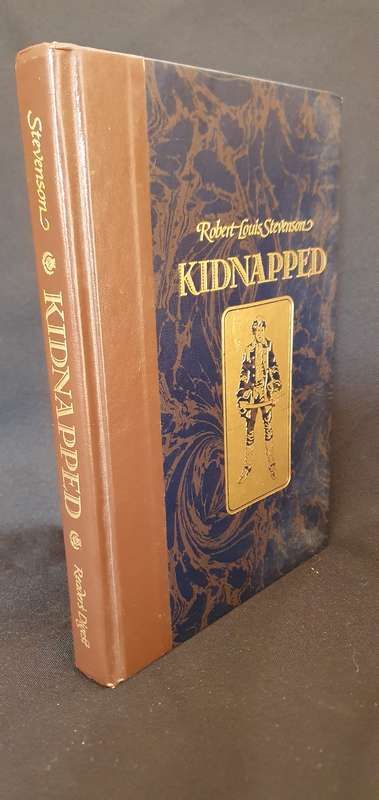 Stevenson
KIDNAPPED
Reader's Digest
Robert Louis Stevenson
KIDNAPPED